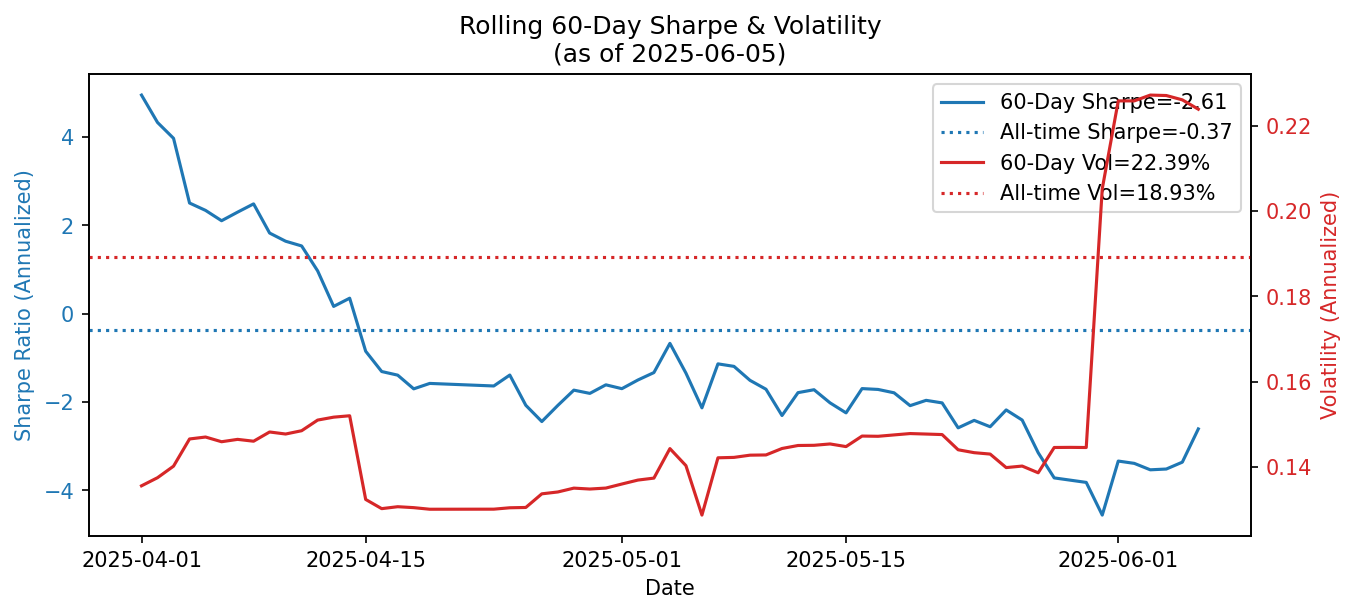 Rolling 60-Day Sharpe & Volatility
(as of 2025-06-05)
60-Day Sharpe=-2.61
All-time Sharpe=-0.37
60-Day Vol=22.39%
All-time Vol=18.93%
Sharpe Ratio (Annualized)
4
2
0
−2
−4
Volatility (Annualized)
0.22
0.20
0.18
0.16
0.14
2025-04-01
2025-04-15
2025-05-01
2025-05-15
2025-06-01
Date